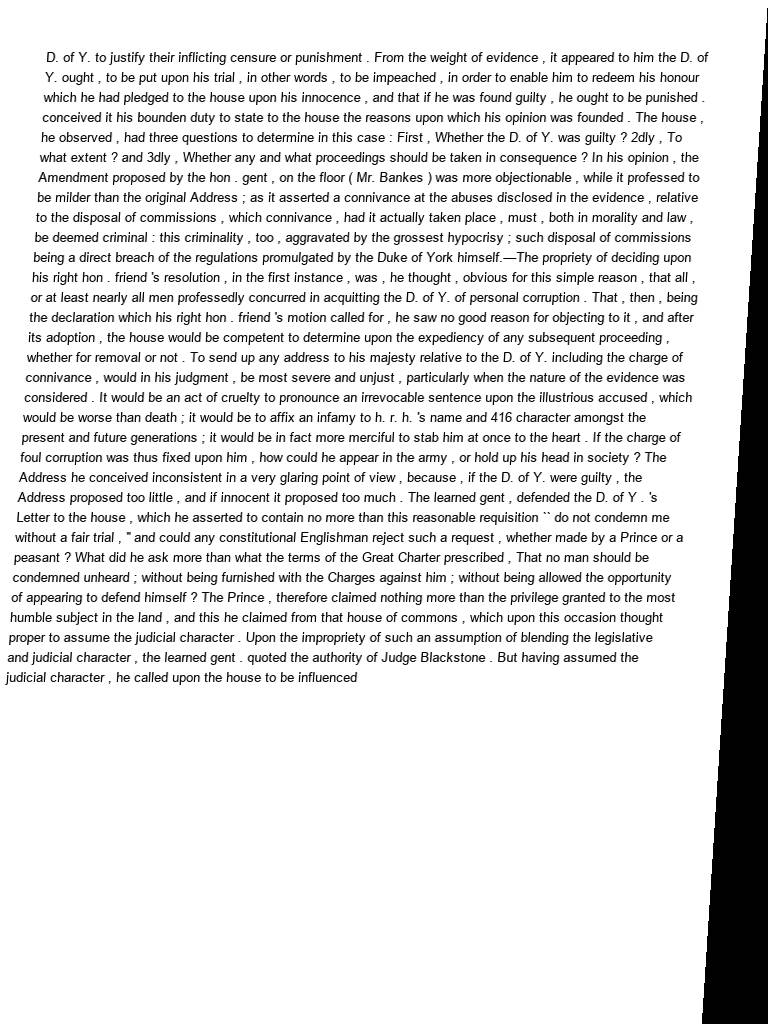 D. of Y. to justify their inflicting censure or punishment . From the weight of evidence , it appeared to him the D. of
Y. ought , to be put upon his trial , in other words , to be impeached , in order to enable him to redeem his honour
which he had pledged to the house upon his innocence , and that if he was found guilty , he ought to be punished .
conceived it his bounden duty to state to the house the reasons upon which his opinion was founded . The house ,
he observed , had three questions to determine in this case : First , Whether the D. of Y. was guilty ? 2dly , To
what extent ? and 3dly , Whether any and what proceedings should be taken in consequence ? In his opinion , the
Amendment proposed by the hon . gent , on the floor ( Mr. Bankes ) was more objectionable , while it professed to
be milder than the original Address ; as it asserted a connivance at the abuses disclosed in the evidence , relative
to the disposal of commissions , which connivance , had it actually taken place , must , both in morality and law ,
be deemed criminal : this criminality , too , aggravated by the grossest hypocrisy ; such disposal of commissions
being a direct breach of the regulations promulgated by the Duke of York himself.—The propriety of deciding upon
his right hon . friend 's resolution , in the first instance , was , he thought , obvious for this simple reason , that all ,
or at least nearly all men professedly concurred in acquitting the D. of Y. of personal corruption . That , then , being
the declaration which his right hon . friend 's motion called for , he saw no good reason for objecting to it , and after
its adoption , the house would be competent to determine upon the expediency of any subsequent proceeding ,
whether for removal or not . To send up any address to his majesty relative to the D. of Y. including the charge of
connivance , would in his judgment , be most severe and unjust , particularly when the nature of the evidence was
considered . It would be an act of cruelty to pronounce an irrevocable sentence upon the illustrious accused , which
would be worse than death ; it would be to affix an infamy to h. r. h. 's name and 416 character amongst the
present and future generations ; it would be in fact more merciful to stab him at once to the heart . If the charge of
foul corruption was thus fixed upon him , how could he appear in the army , or hold up his head in society ? The
Address he conceived inconsistent in a very glaring point of view , because , if the D. of Y. were guilty , the
Address proposed too little , and if innocent it proposed too much . The learned gent , defended the D. of Y . 's
Letter to the house , which he asserted to contain no more than this reasonable requisition `` do not condemn me
without a fair trial , " and could any constitutional Englishman reject such a request , whether made by a Prince or a
peasant ? What did he ask more than what the terms of the Great Charter prescribed , That no man should be
condemned unheard ; without being furnished with the Charges against him ; without being allowed the opportunity
of appearing to defend himself ? The Prince , therefore claimed nothing more than the privilege granted to the most
humble subject in the land , and this he claimed from that house of commons , which upon this occasion thought
proper to assume the judicial character . Upon the impropriety of such an assumption of blending the legislative
and judicial character , the learned gent . quoted the authority of Judge Blackstone . But having assumed the
judicial character , he called upon the house to be influenced